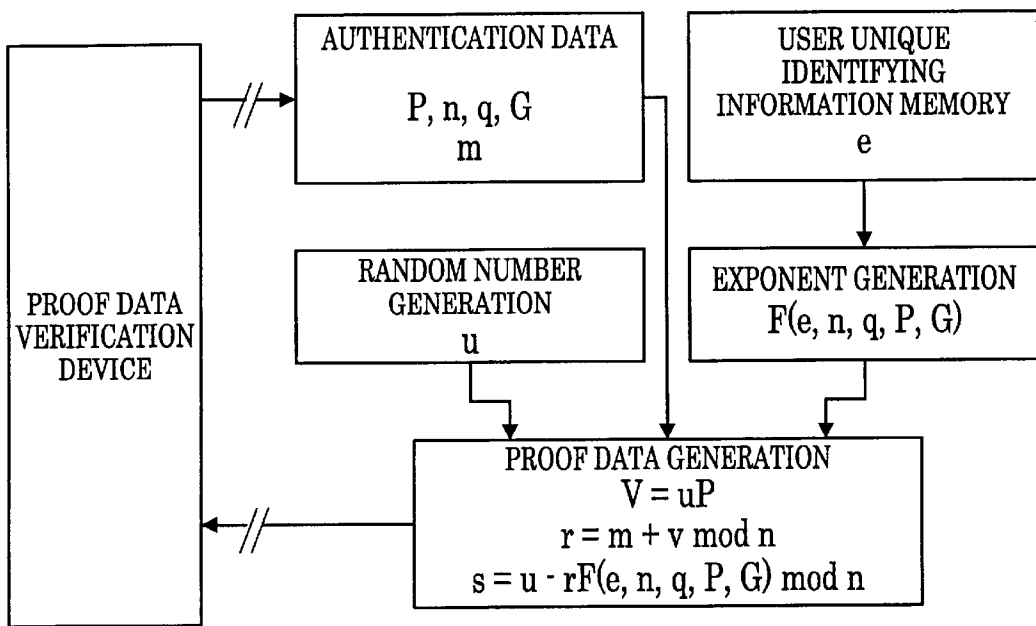 PROOF DATA
VERIFICATION
DEVICE
AUTHENTICATION DATA
P, n, q, G
m
USER UNIQUE
IDENTIFYING
INFORMATION MEMORY
e
RANDOM NUMBER
GENERATION
u
EXPONENT GENERATION
F(e, n, q, P, G)
PROOF DATA GENERATION
V = uP
r = m + v mod n
s = u - rF(e, n, q, P, G) mod n